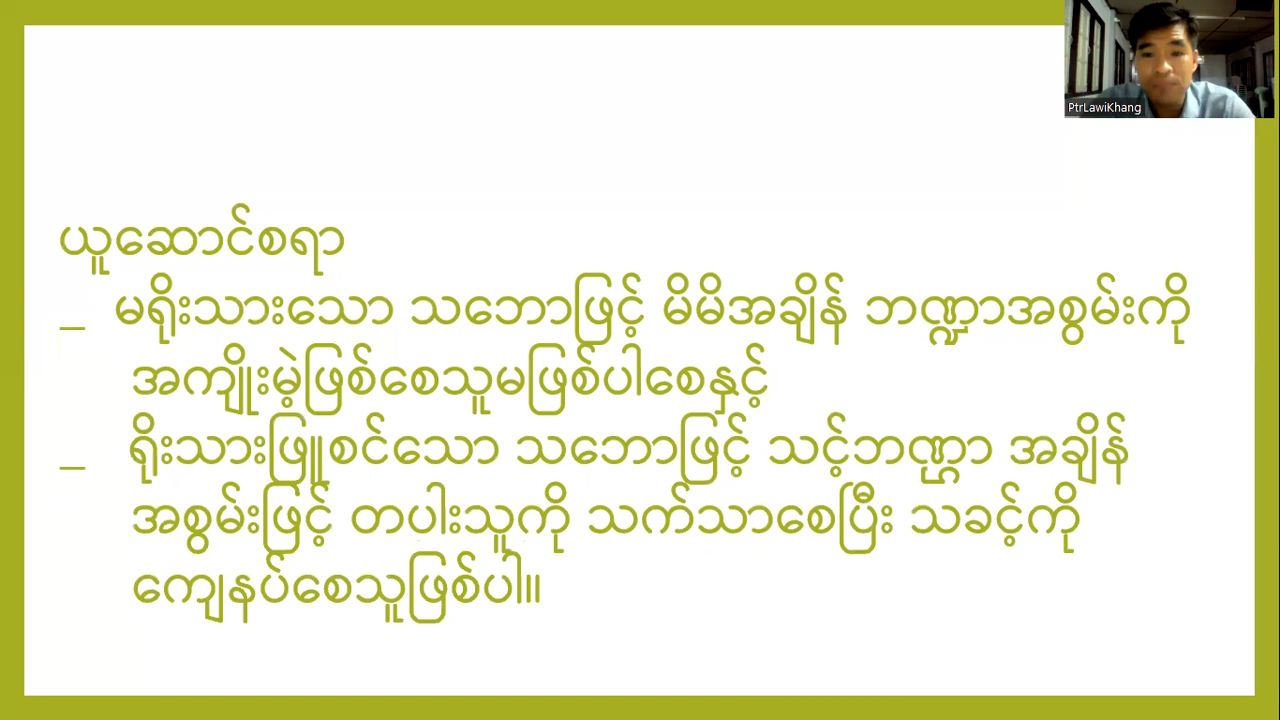 PtrLawiKhang
ယူဆောင်စရာ
_ မရိုးသားသော သဘောဖြင့် မိမိအချိန် ဘဏ္ဍာအစွမ်းကို
အကျိုးမဲ့ဖြစ်စေသူမဖြစ်ပါစေနှင့်
_ ရိုးသားဖြူစင်သော သဘောဖြင့် သင့်ဘဏ္ဌာ အချိန်
အစွမ်းဖြင့် တပါးသူကို သက်သာစေပြီး သခင့်ကို
ကျေနပ်စေသူဖြစ်ပါ။